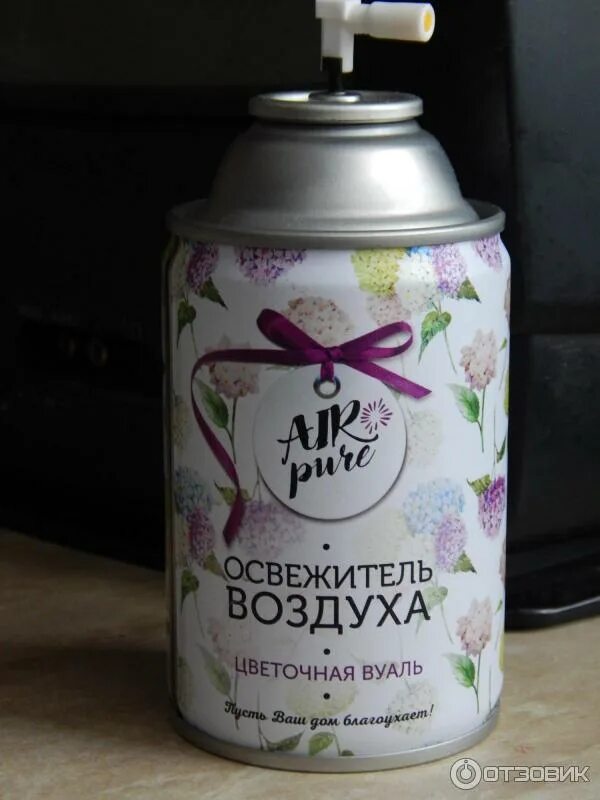 AIR
pure
ОСВЕЖИТЕЛЬ
ВОЗДУХА
ЦВЕТОЧНАЯ ВУАЛЬ
Пусть Ваш дом благоухает!
ОТЗОВИК